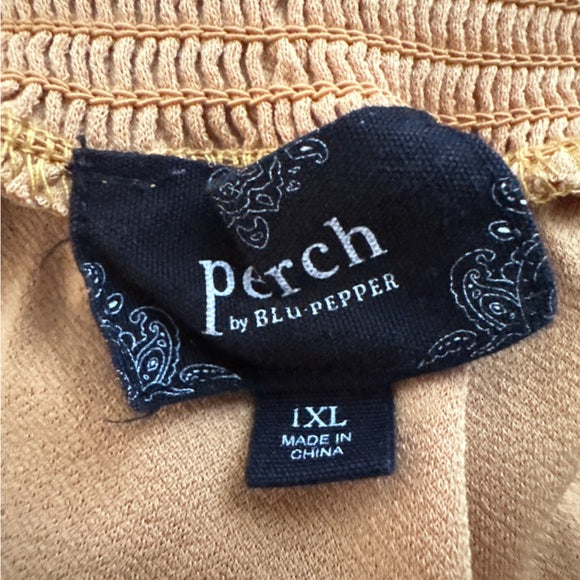 perch
by BLU·PEPPER
1XL
MADE IN
CHINA